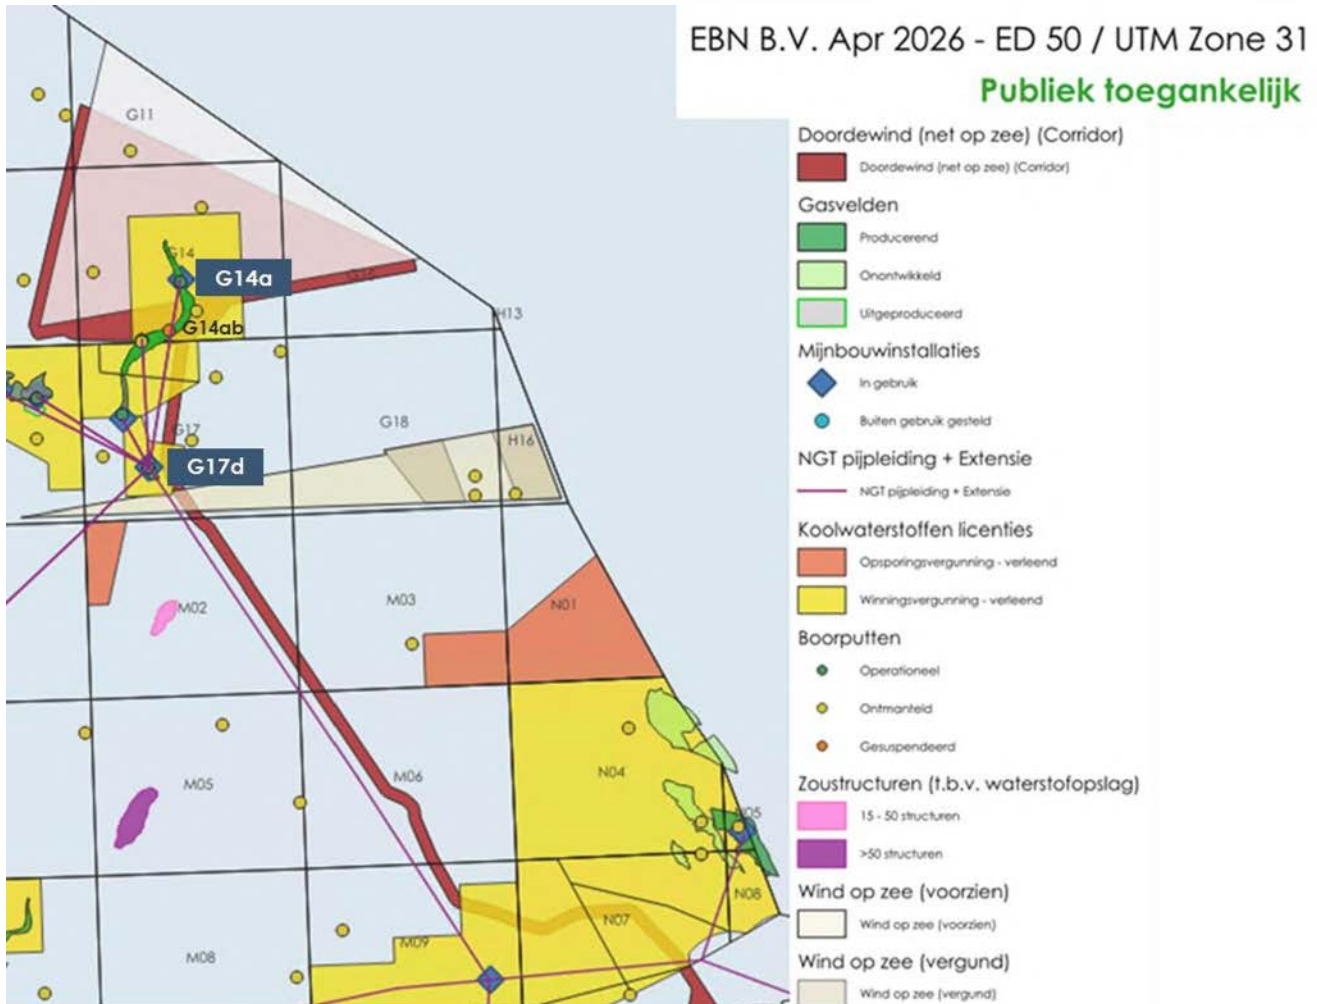 EBN B.V. Apr 2026 - ED 50 / UTM Zone 31
Publiek toegankelijk
Doordewind (net op zee) (Corridor)
Doordewind (net op zee) (Corridor)
Gasvelden
Producerend
Onontwikkeld
Uitgeproduceerd
Mijnbouwinstallaties
In gebruik
Buiten gebruik gesteld
NGT pijpleiding + Extensie
NGT pijpleiding + Extensie
Koolwaterstoffen licenties
Opsporingsvergunning - verleend
Winningsvergunning - verleend
Boorputten
Operationeel
Ontmanteld
Gesuspendeerd
Zoustructuren (t.b.v. waterstofopslag)
15 - 50 structuren
>50 structuren
Wind op zee (voorzien)
Wind op zee (voorzien)
Wind op zee (vergund)
Wind op zee (vergund)
G11
G14
G14a
H13
G14ab
G18
G17
H16
G17d
M03
N01
M02
N04
M06
M05
N08
N07
M09
M08